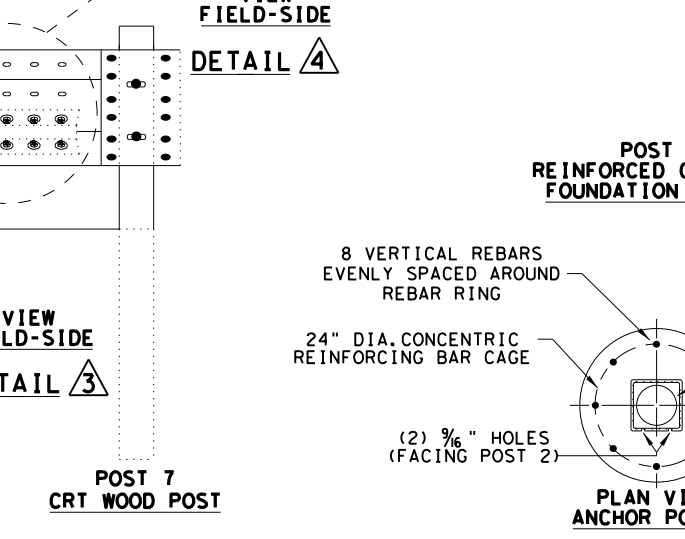 FIELD-SIDE
DETAIL 4
POST
REINFORCED
FOUNDATION
8 VERTICAL REBARS
EVENLY SPACED AROUND
REBAR RING
VIEW
24" DIA. CONCENTRIC
REINFORCING BAR CAGE
LD-SIDE
TAIL 3
(2) 9/16" HOLES
(FACING POST 2)
POST 7
CRT WOOD POST
PLAN VI
ANCHOR PO